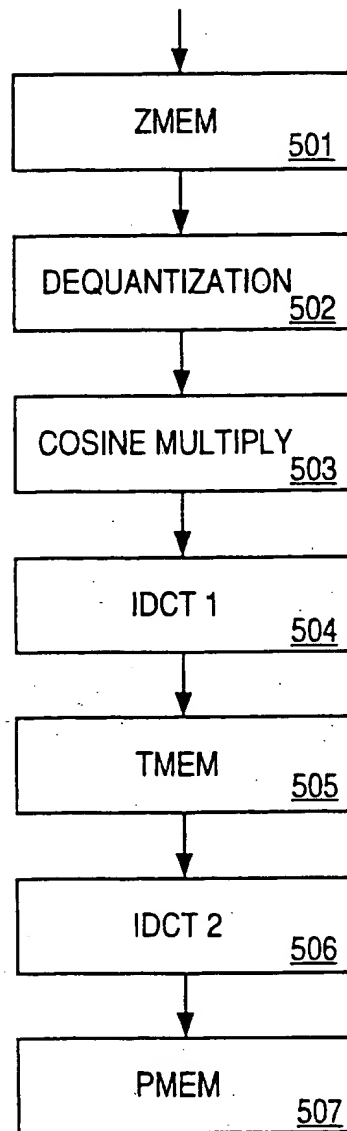 ZMEM
501
DEQUANTIZATION
502
COSINE MULTIPLY
503
IDCT 1
504
TMEM
505
IDCT 2
506
PMEM
507